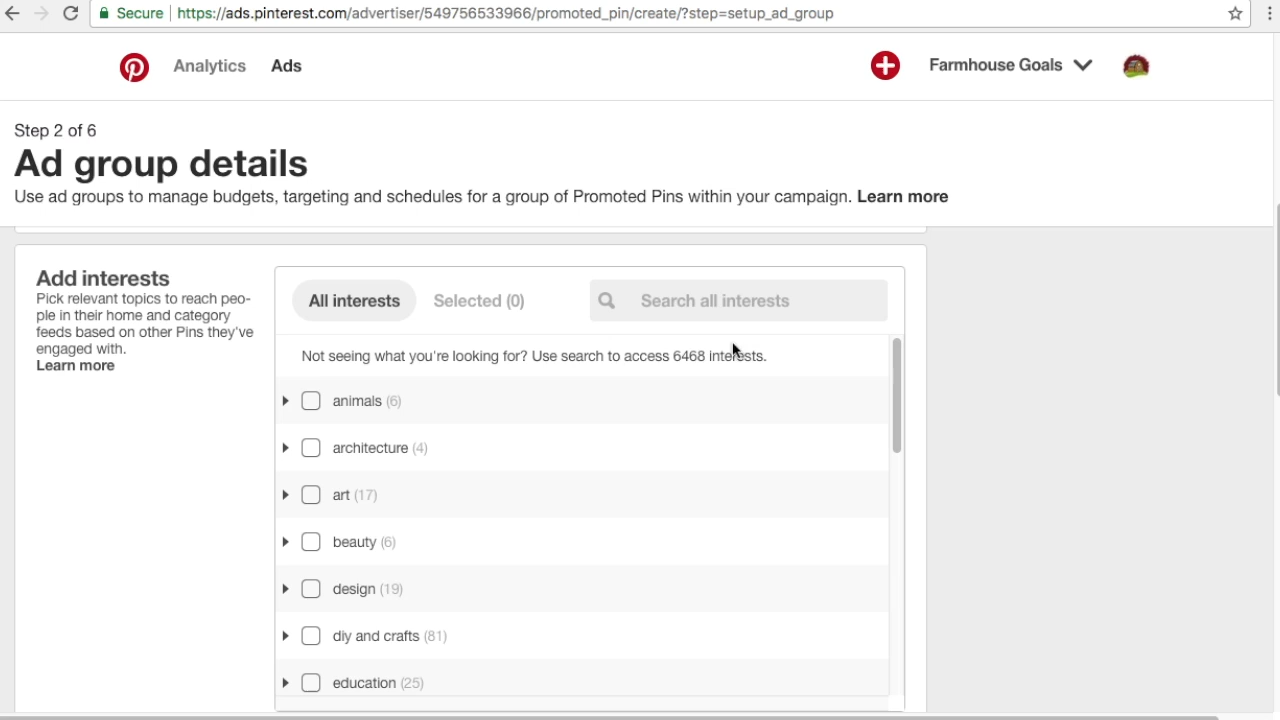 Secure https://ads.pinterest.com/advertiser/549756533966/promoted_pin/create/?step=setup_ad_group
Analytics Ads Farmhouse Goals
Step 2 of 6
Ad group details
Use ad groups to manage budgets, targeting and schedules for a group of Promoted Pins within your campaign. Learn more
Add interests
Pick relevant topics to reach peo-
ple in their home and category
feeds based on other Pins they've
engaged with.
Learn more
All interests Selected (0) Search all interests
Not seeing what you're looking for? Use search to access 6468 interests.
animals (6)
architecture (4)
art (17)
beauty (6)
design (19)
diy and crafts (81)
education (25)